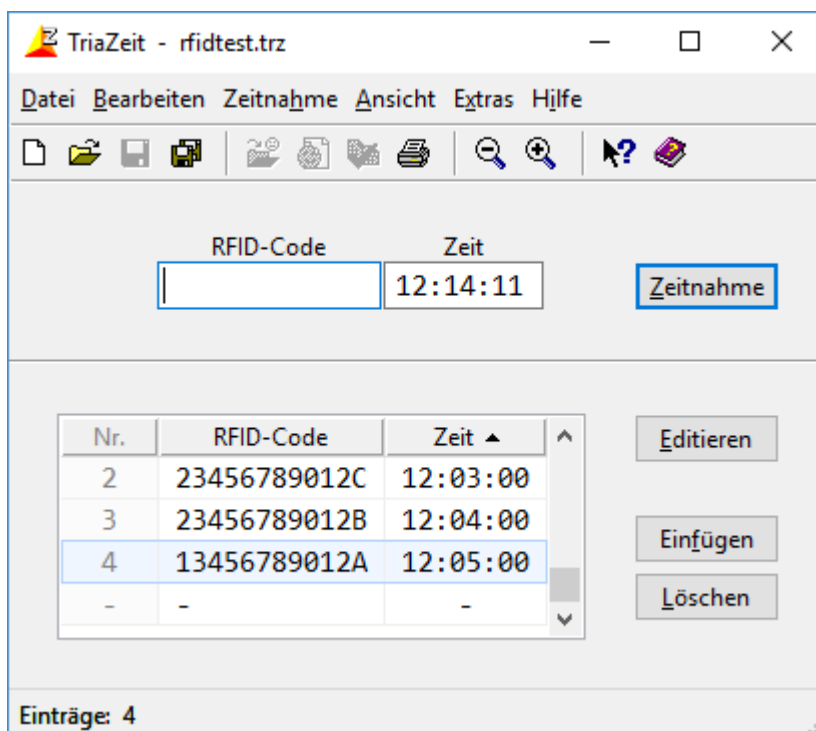 TriaZeit - rfidtest.trz
Datei Bearbeiten Zeitnahme Ansicht Extras Hilfe
RFID-Code Zeit
12:14:11 Zeitnahme
Nr. RFID-Code Zeit
2 23456789012C 12:03:00
3 23456789012B 12:04:00
4 13456789012A 12:05:00
- - -
Editieren
Einfügen
Löschen
Einträge: 4